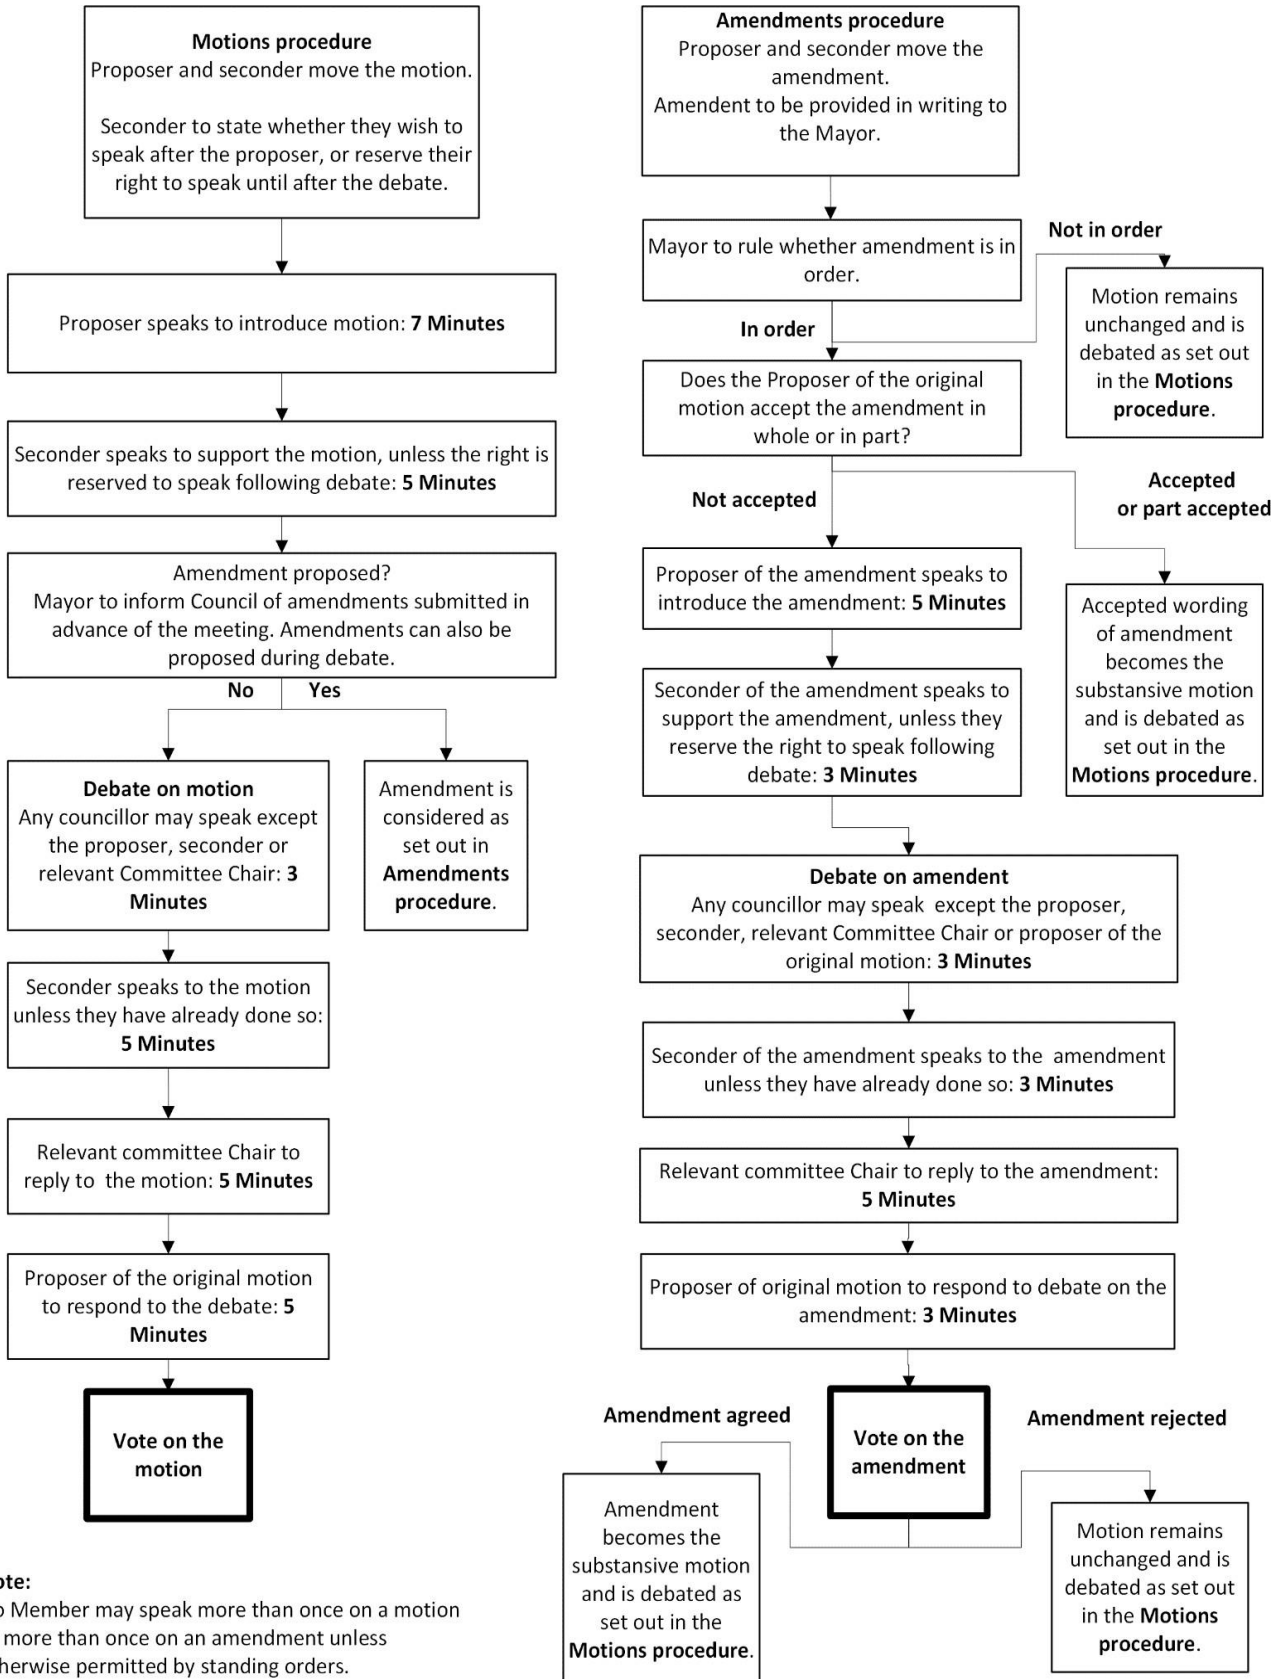 Motions procedure
Proposer and seconder move the motion.
Seconder to state whether they wish to
speak after the proposer, or reserve their
right to speak until after the debate.
Proposer speaks to introduce motion: 7 Minutes
Seconder speaks to support the motion, unless the right is
reserved to speak following debate: 5 Minutes
Amendment proposed?
Mayor to inform Council of amendments submitted in
advance of the meeting. Amendments can also be
proposed during debate.
No
Yes
Debate on motion
Any councillor may speak except
the proposer, seconder or
relevant Committee Chair: 3
Minutes
Amendment is
considered as
set out in
Amendments
procedure.
Seconder speaks to the motion
unless they have already done so:
5 Minutes
Relevant committee Chair to
reply to the motion: 5 Minutes
Proposer of the original motion
to respond to the debate: 5
Minutes
Vote on the
motion
ote:
o Member may speak more than once on a motion
more than once on an amendment unless
herwise permitted by standing orders.
Amendments procedure
Proposer and seconder move the
amendment.
Amendent to be provided in writing to
the Mayor.
Mayor to rule whether amendment is in
order.
Not in order
Motion remains
unchanged and is
debated as set out
in the Motions
procedure.
In order
Does the Proposer of the original
motion accept the amendment in
whole or in part?
Not accepted
Accepted
or part accepted
Accepted wording
of amendment
becomes the
substansive motion
and is debated as
set out in the
Motions procedure.
Proposer of the amendment speaks to
introduce the amendment: 5 Minutes
Seconder of the amendment speaks to
support the amendment, unless they
reserve the right to speak following
debate: 3 Minutes
Debate on amendent
Any councillor may speak except the proposer,
seconder, relevant Committee Chair or proposer of the
original motion: 3 Minutes
Seconder of the amendment speaks to the amendment
unless they have already done so: 3 Minutes
Relevant committee Chair to reply to the amendment:
5 Minutes
Proposer of original motion to respond to debate on the
amendment: 3 Minutes
Vote on the
amendment
Amendment agreed
Amendment
becomes the
substansive motion
and is debated as
set out in the
Motions procedure.
Amendment rejected
Motion remains
unchanged and is
debated as set out
in the Motions
procedure.